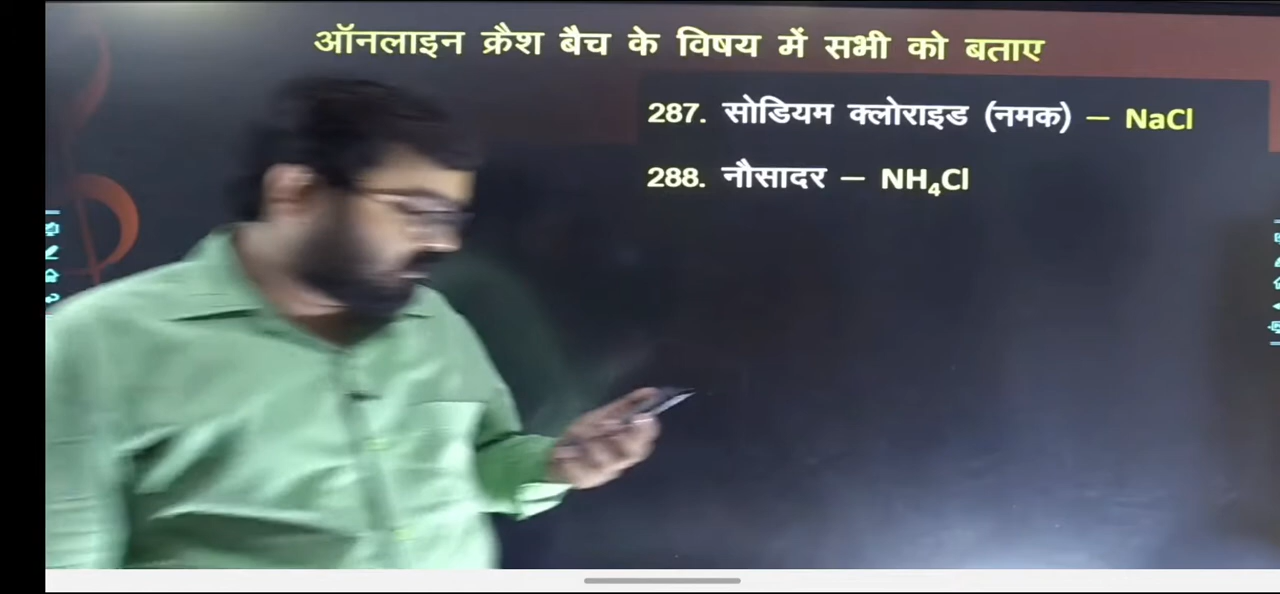 ऑनलाइन क्रैश बैच के विषय में सभी को बताए
287. सोडियम क्लोराइड (नमक) – NaCl
288. नौसादर – NH₄Cl